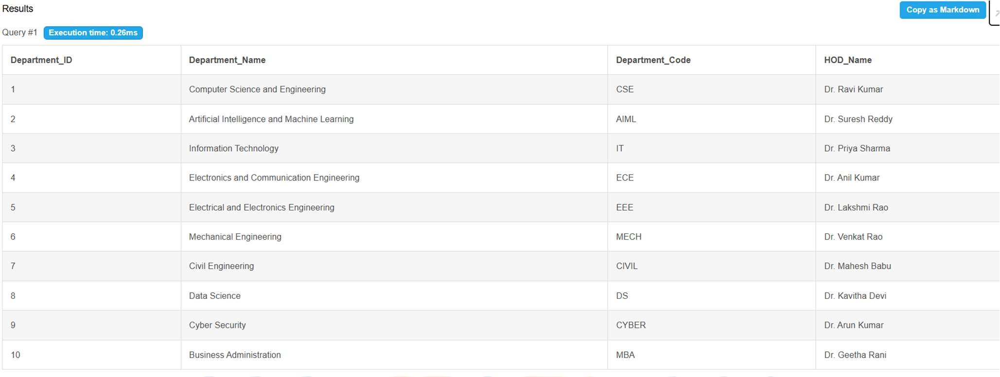 Results
Copy as Markdown
Query #1 Execution time: 0.26ms
Department_ID Department_Name Department_Code HOD_Name
1 Computer Science and Engineering CSE Dr. Ravi Kumar
2 Artificial Intelligence and Machine Learning AIML Dr. Suresh Reddy
3 Information Technology IT Dr. Priya Sharma
4 Electronics and Communication Engineering ECE Dr. Anil Kumar
5 Electrical and Electronics Engineering EEE Dr. Lakshmi Rao
6 Mechanical Engineering MECH Dr. Venkat Rao
7 Civil Engineering CIVIL Dr. Mahesh Babu
8 Data Science DS Dr. Kavitha Devi
9 Cyber Security CYBER Dr. Arun Kumar
10 Business Administration MBA Dr. Geetha Rani